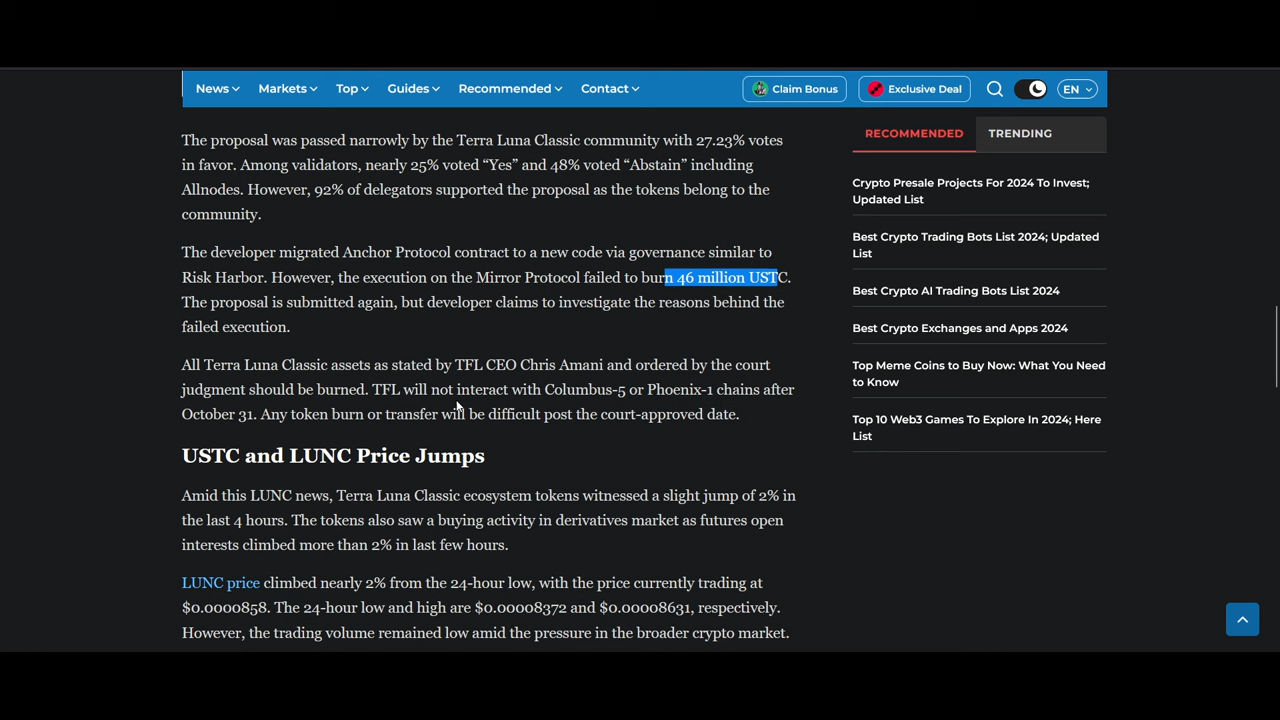 News Markets Top Guides Recommended Contact Claim Bonus Exclusive Deal EN
The proposal was passed narrowly by the Terra Luna Classic community with 27.23% votes
in favor. Among validators, nearly 25% voted “Yes” and 48% voted “Abstain” including
Allnodes. However, 92% of delegators supported the proposal as the tokens belong to the
community.
The developer migrated Anchor Protocol contract to a new code via governance similar to
Risk Harbor. However, the execution on the Mirror Protocol failed to burn 46 million USTC.
The proposal is submitted again, but developer claims to investigate the reasons behind the
failed execution.
All Terra Luna Classic assets as stated by TFL CEO Chris Amani and ordered by the court
judgment should be burned. TFL will not interact with Columbus-5 or Phoenix-1 chains after
October 31. Any token burn or transfer will be difficult post the court-approved date.
USTC and LUNC Price Jumps
Amid this LUNC news, Terra Luna Classic ecosystem tokens witnessed a slight jump of 2% in
the last 4 hours. The tokens also saw a buying activity in derivatives market as futures open
interests climbed more than 2% in last few hours.
LUNC price climbed nearly 2% from the 24-hour low, with the price currently trading at
$0.0000858. The 24-hour low and high are $0.00008372 and $0.00008631, respectively.
However, the trading volume remained low amid the pressure in the broader crypto market.
RECOMMENDED TRENDING
Crypto Presale Projects For 2024 To Invest;
Updated List
Best Crypto Trading Bots List 2024; Updated
List
Best Crypto AI Trading Bots List 2024
Best Crypto Exchanges and Apps 2024
Top Meme Coins to Buy Now: What You Need
to Know
Top 10 Web3 Games To Explore In 2024; Here
List